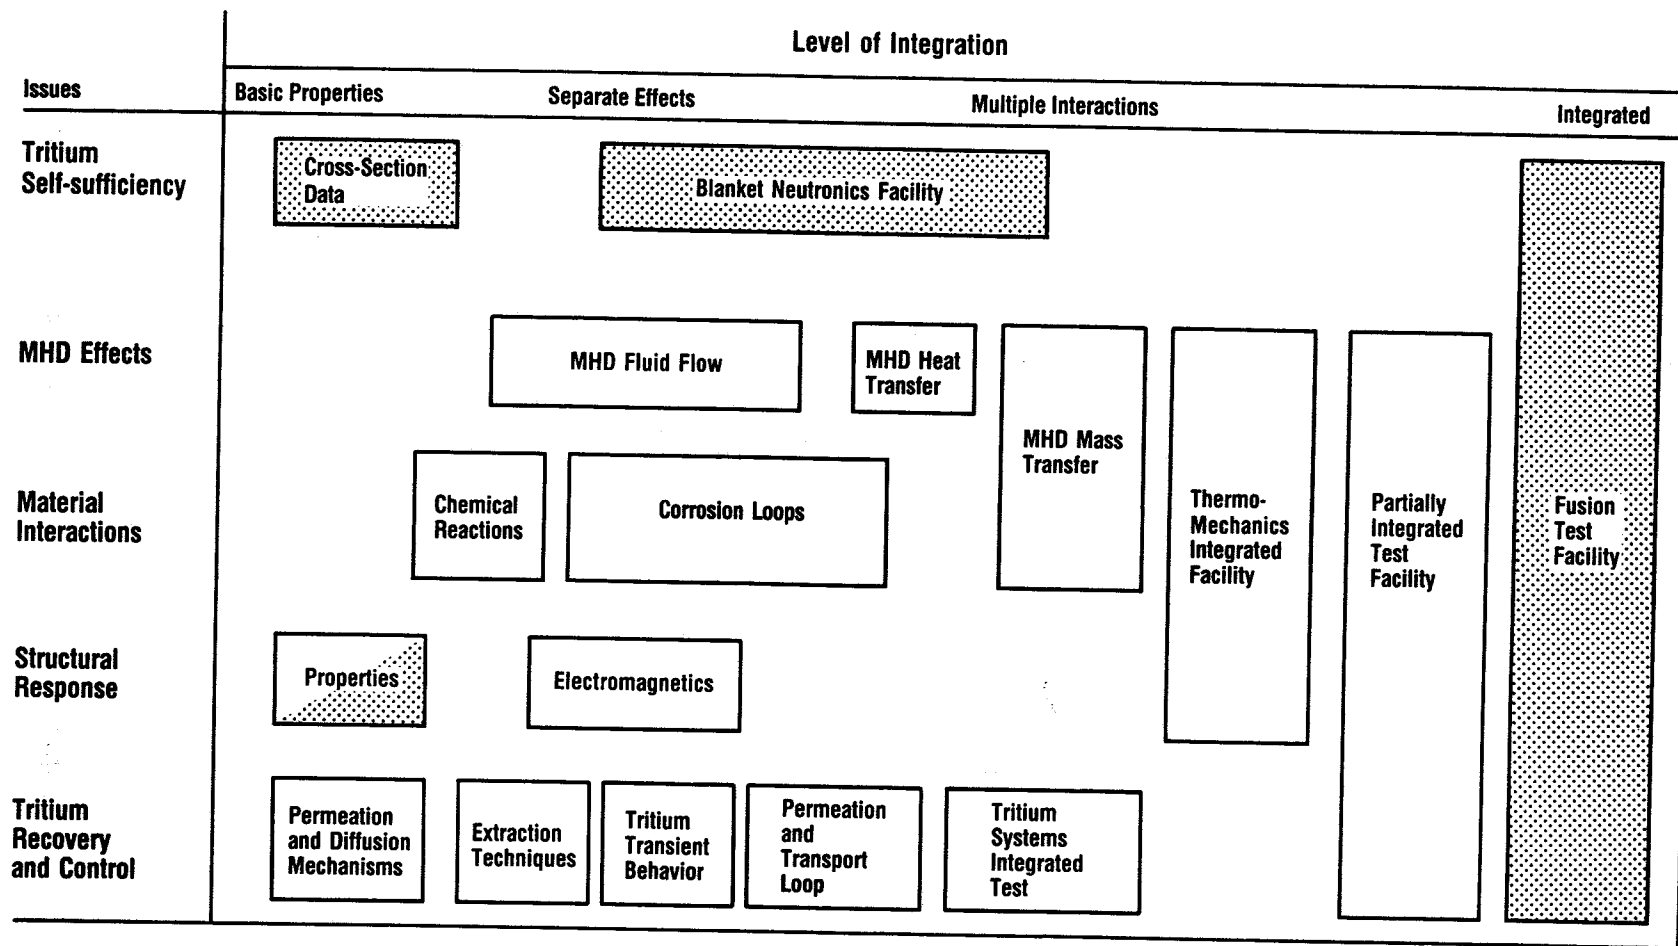 Level of Integration
Issues
Basic Properties
Separate Effects
Multiple Interactions
Integrated
Tritium
Self-sufficiency
Cross-Section
Data
Blanket Neutronics Facility
MHD Effects
MHD Fluid Flow
MHD Heat
Transfer
MHD Mass
Transfer
Thermo-
Mechanics
Integrated
Facility
Partially
Integrated
Test
Facility
Fusion
Test
Facility
Material
Interactions
Chemical
Reactions
Corrosion Loops
Structural
Response
Properties
Electromagnetics
Tritium
Recovery
and Control
Permeation
and Diffusion
Mechanisms
Extraction
Techniques
Tritium
Transient
Behavior
Permeation
and
Transport
Loop
Tritium
Systems
Integrated
Test